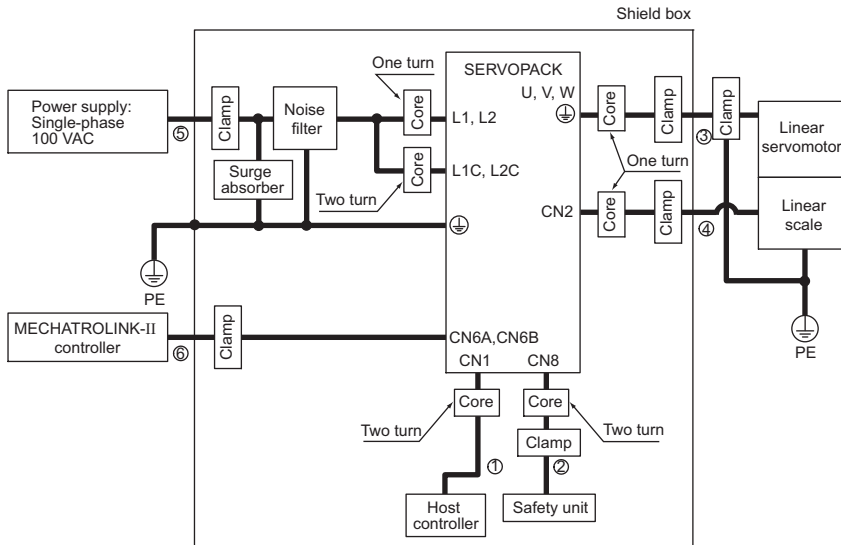 Shield box
Power supply:
Single-phase
100 VAC
⑤
Clamp
Noise
filter
Surge
absorber
One turn
Core
Core
Two turn
SERVOPACK
U, V, W
L1, L2
L1C, L2C
CN2
CN6A,CN6B
CN1
CN8
Core
Clamp
③
Clamp
One turn
Core
Clamp
④
Linear
servomotor
Linear
scale
PE
PE
MECHATROLINK-II
controller
⑥
Clamp
Core
Two turn
①
Host
controller
Core
Two turn
Clamp
②
Safety unit